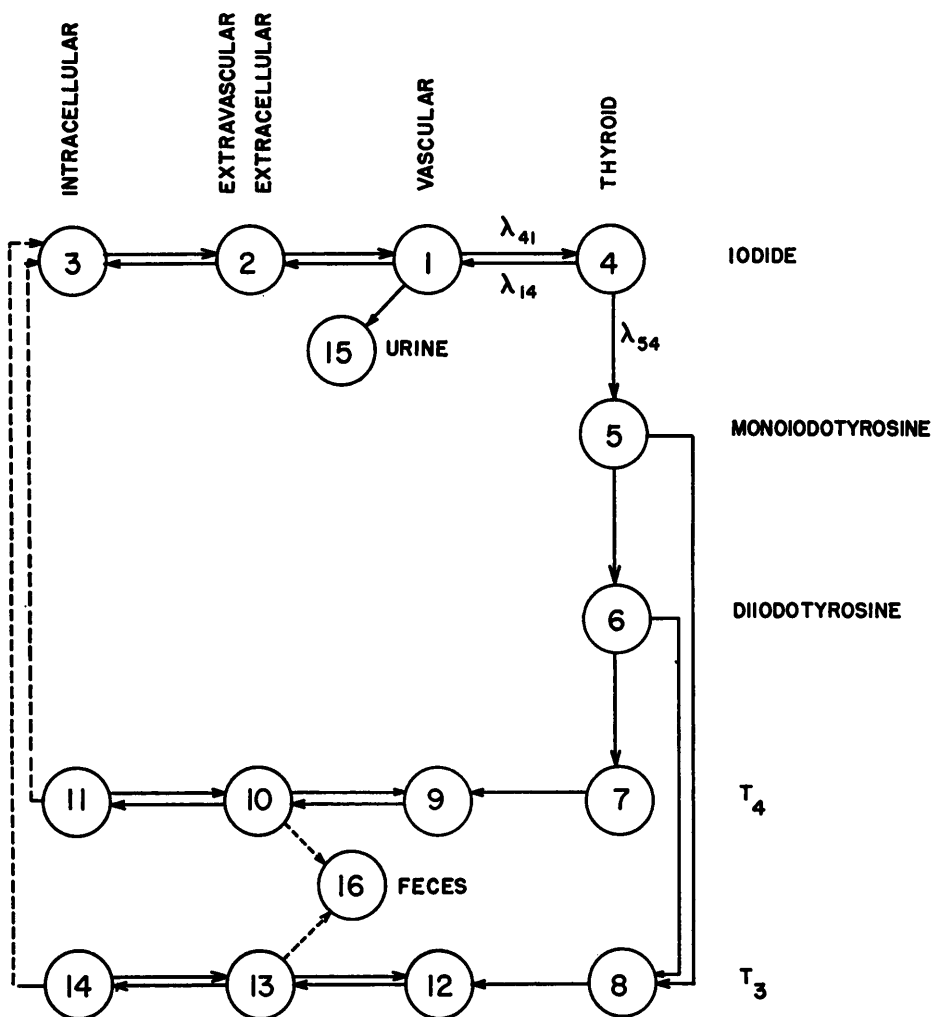 INTRACELLULAR
EXTRAVASCULAR
EXTRACELLULAR
VASCULAR
THYROID
3
2
1
λ41
λ14
4
IODIDE
15
URINE
λ54
5
MONOIODOTYROSINE
6
DIIODOTYROSINE
11
10
9
7
T4
16
FECES
14
13
12
8
T3